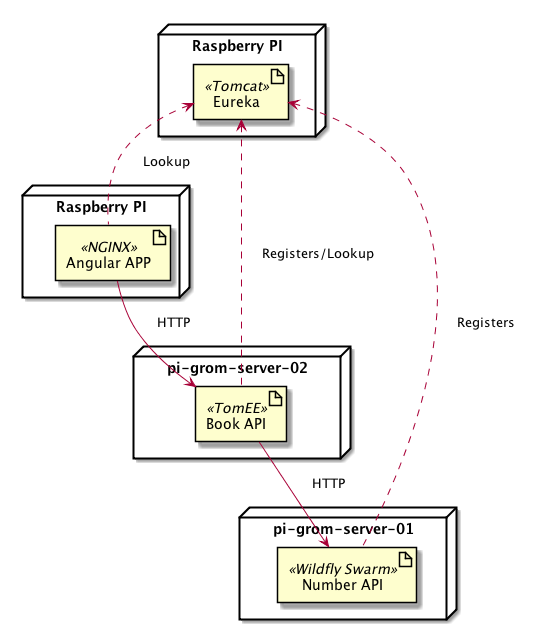 Raspberry PI
«Tomcat»
Eureka
Lookup
Raspberry PI
«NGINX»
Angular APP
Registers/Lookup
HTTP
Registers
pi-grom-server-02
«TomEE»
Book API
HTTP
pi-grom-server-01
«Wildfly Swarm»
Number API